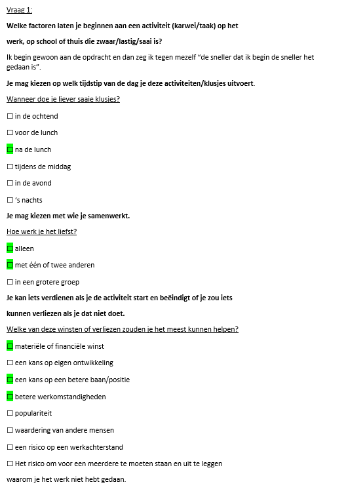 Vraag 1:
Welke factoren laten je beginnen aan een activiteit (karwei/taak) op het
werk, op school of thuis die zwaar/lastig/saai is?
Ik begin gewoon aan de opdracht en dan zeg ik tegen mezelf "de sneller dat ik begin de sneller het
gedaan is".
Je mag kiezen op welk tijdstip van de dag je deze activiteiten/klusjes uitvoert.
Wanneer doe je liever saaie klusjes?
☐ in de ochtend
☐ voor de lunch
☐ na de lunch
☐ tijdens de middag
☐ in de avond
☐ 's nachts
Je mag kiezen met wie je samenwerkt.
Hoe werk je het liefst?
☐ alleen
☐ met één of twee anderen
☐ in een grotere groep
Je kan iets verdienen als je de activiteit start en beëindigt of je zou iets
kunnen verliezen als je dat niet doet.
Welke van deze winsten of verliezen zouden je het meest kunnen helpen?
☐ materiële of financiële winst
☐ een kans op eigen ontwikkeling
☐ een kans op een betere baan/positie
☐ betere werkomstandigheden
☐ populariteit
☐ waardering van andere mensen
☐ een risico op een werkachterstand
☐ Het risico om voor een meerdere te moeten staan en uit te leggen
waarom je het werk niet hebt gedaan.